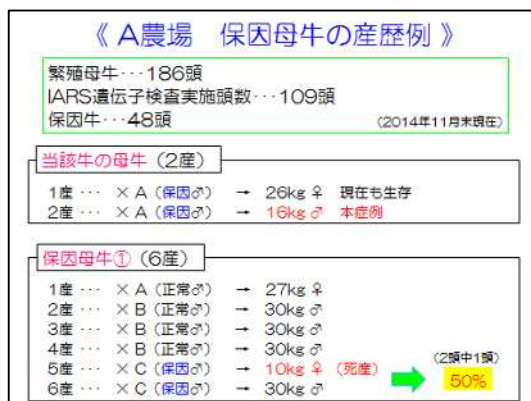 《 A農場 保因母牛の産歴例 》
繁殖母牛･･･186頭
IARS遺伝子検査実施頭数･･･109頭
保因牛･･･48頭 (2014年11月末現在)
当該牛の母牛 (2産)
1産 ･･･ × A (保因♂) → 26kg ♀ 現在も生存
2産 ･･･ × A (保因♂) → 16kg ♂ 本症例
保因母牛① (6産)
1産 ･･･ × A (正常♂) → 27kg ♀
2産 ･･･ × B (正常♂) → 30kg ♂
3産 ･･･ × B (正常♂) → 30kg ♂
4産 ･･･ × B (正常♂) → 30kg ♂
5産 ･･･ × C (保因♂) → 10kg ♀ (死産)
6産 ･･･ × C (保因♂) → 30kg ♂
(2頭中1頭)
50%